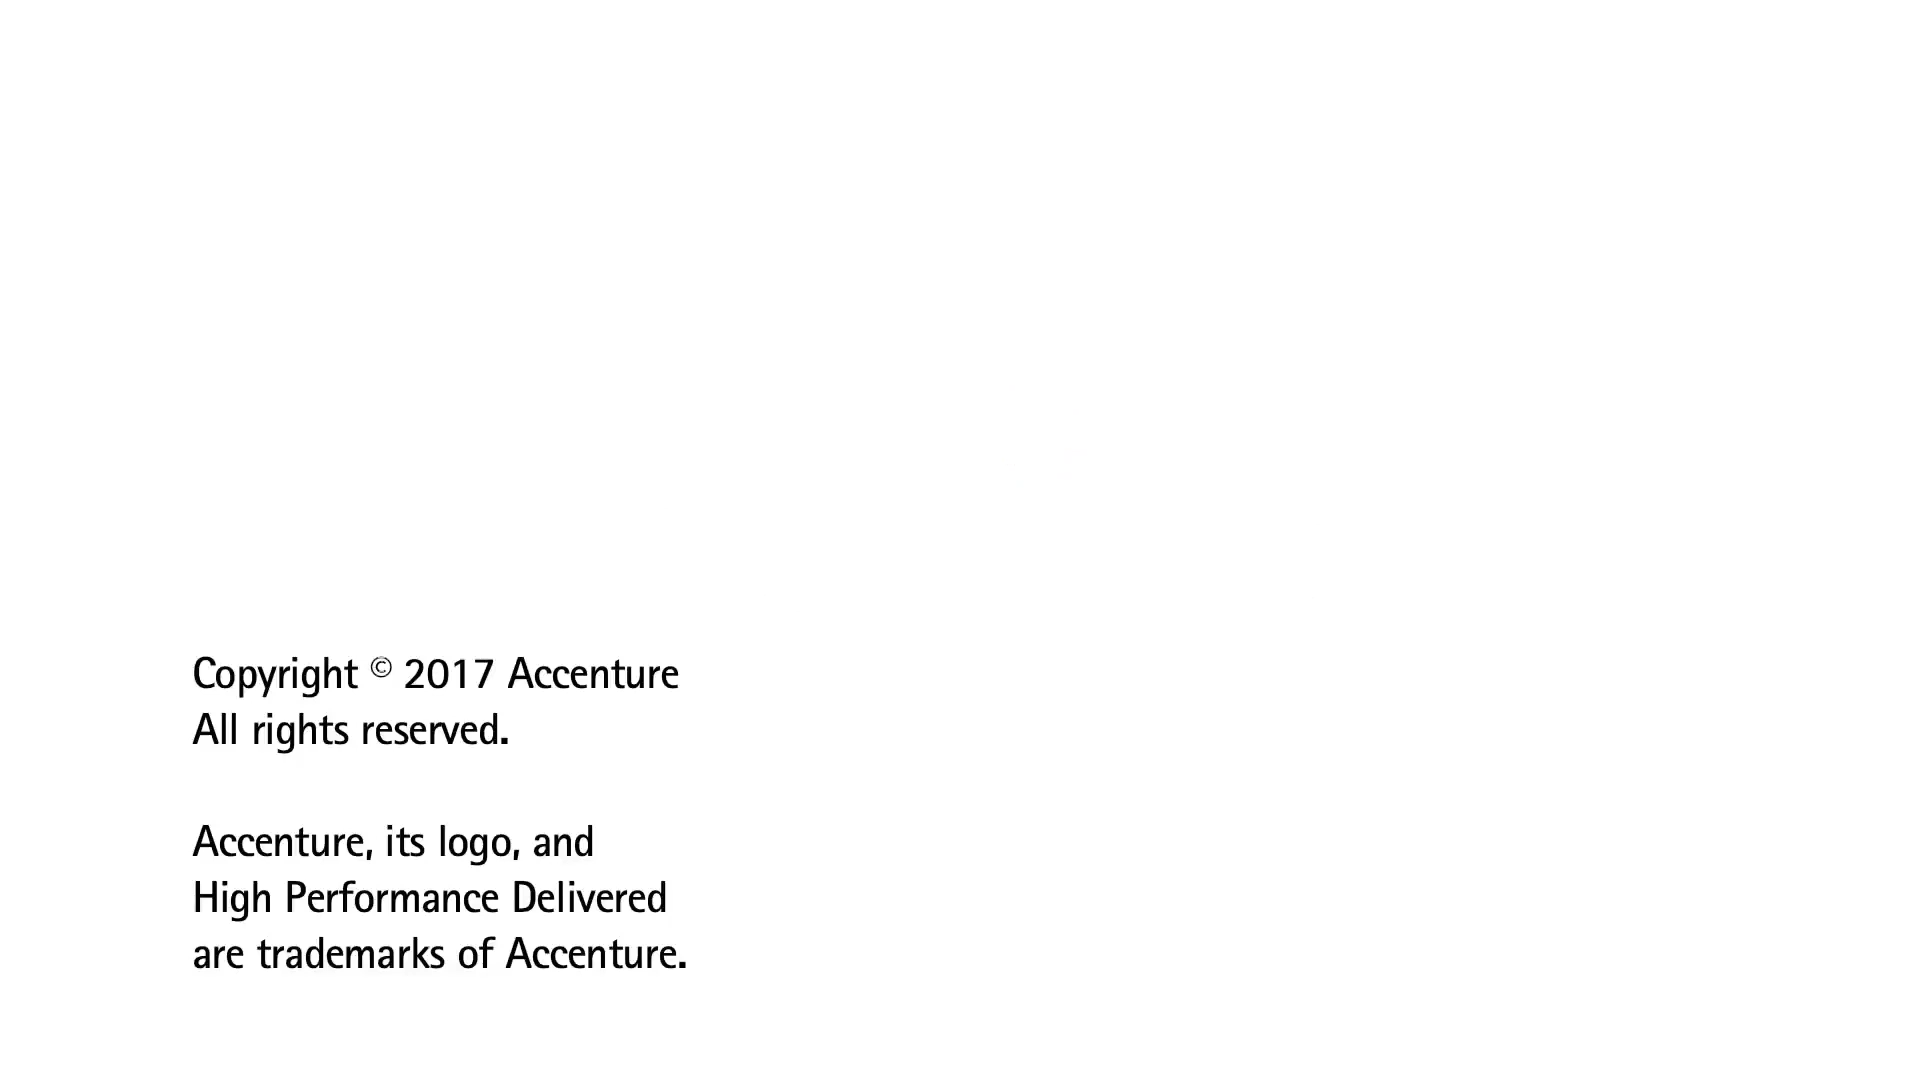 Copyright © 2017 Accenture
All rights reserved.
Accenture, its logo, and
High Performance Delivered
are trademarks of Accenture.